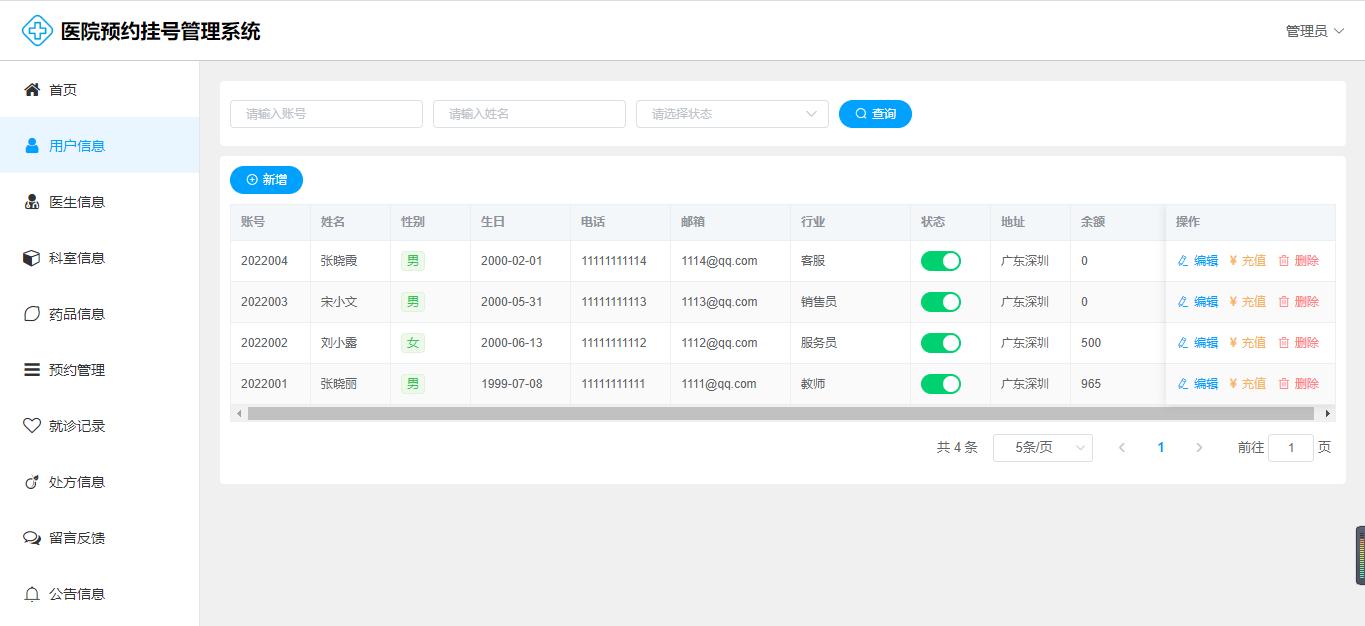 医院预约挂号管理系统
管理员
首页
用户信息
医生信息
科室信息
药品信息
预约管理
就诊记录
处方信息
留言反馈
公告信息
请输入账号 请输入姓名 请选择状态 查询
新增
账号 姓名 性别 生日 电话 邮箱 行业 状态 地址 余额 操作
2022004 张晓霞 男 2000-02-01 11111111114 1114@qq.com 客服 广东深圳 0 编辑 ¥ 充值 删除
2022003 宋小文 男 2000-05-31 11111111113 1113@qq.com 销售员 广东深圳 0 编辑 ¥ 充值 删除
2022002 刘小露 女 2000-06-13 11111111112 1112@qq.com 服务员 广东深圳 500 编辑 ¥ 充值 删除
2022001 张晓丽 男 1999-07-08 11111111111 1111@qq.com 教师 广东深圳 965 编辑 ¥ 充值 删除
共 4 条 5条/页 1 前往 1 页